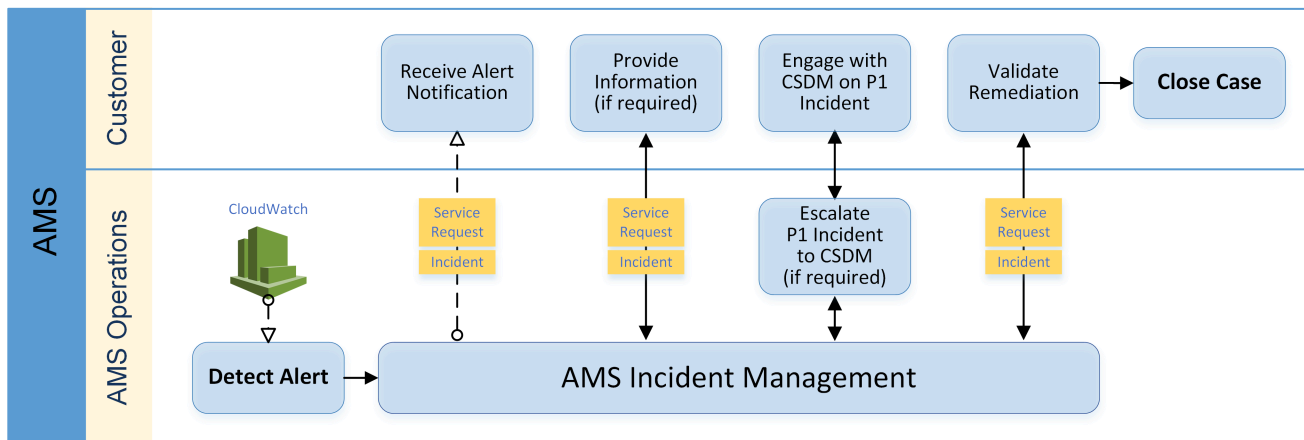 AMS
Customer
Receive Alert
Notification
Provide
Information
(if required)
Engage with
CSDM on P1
Incident
Validate
Remediation
Close Case
AMS Operations
CloudWatch
Service
Request
Incident
Service
Request
Incident
Escalate
P1 Incident
to CSDM
(if required)
Service
Request
Incident
Detect Alert
AMS Incident Management